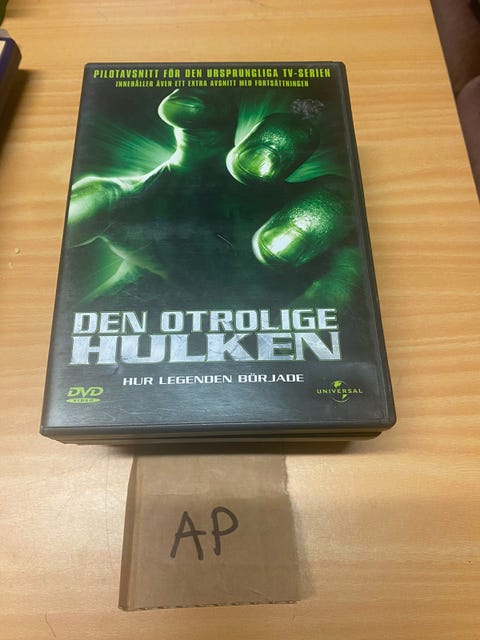 PILOTAVSNITT FÖR DEN URSPRUNGLIGA TV-SERIEN
INNEHÅLLER ÄVEN ETT EXTRA AVSNITT MED FORTSÄTTNINGEN
DEN OTROLIGE
HULKEN
HUR LEGENDEN BÖRJADE
DVD
VIDEO
UNIVERSAL
AP